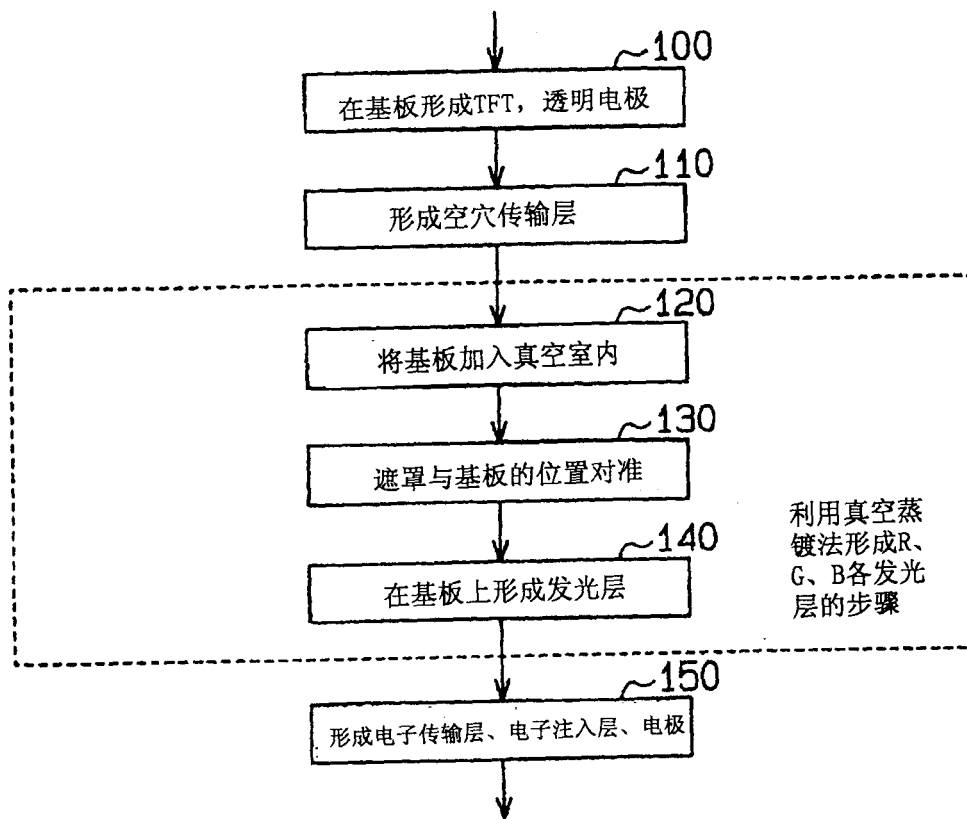 100
在基板形成TFT，透明电极
110
形成空穴传输层
120
将基板加入真空室内
130
遮罩与基板的位置对准
140
在基板上形成发光层
利用真空蒸
镀法形成R、
G、B各发光
层的步骤
150
形成电子传输层、电子注入层、电极